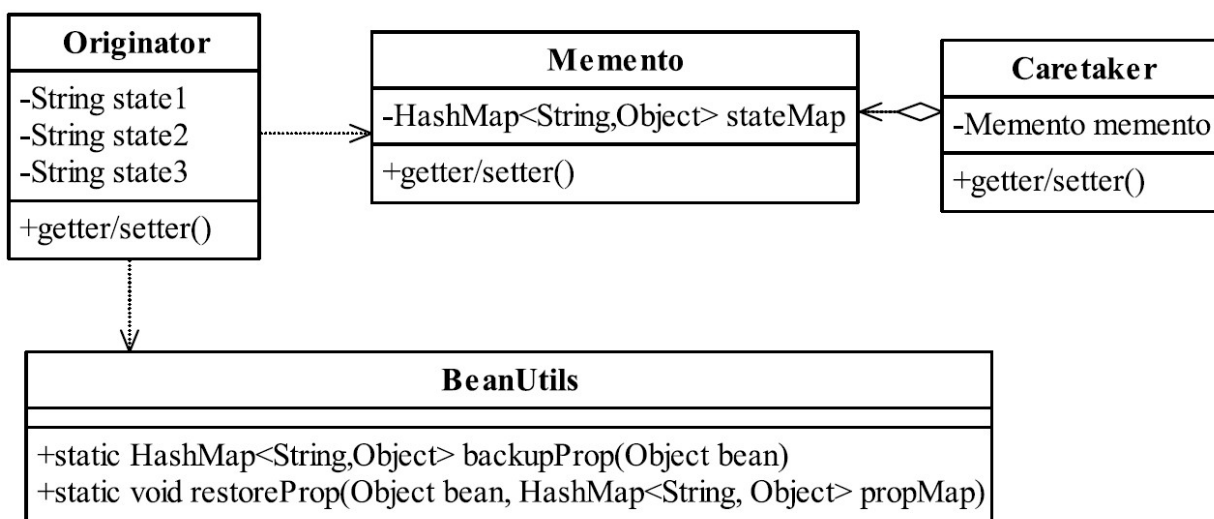 Originator
-String state1
-String state2
-String state3
+getter/setter()
Memento
-HashMap<String,Object> stateMap
+getter/setter()
Caretaker
-Memento memento
+getter/setter()
BeanUtils
+static HashMap<String,Object> backupProp(Object bean)
+static void restoreProp(Object bean, HashMap<String, Object> propMap)